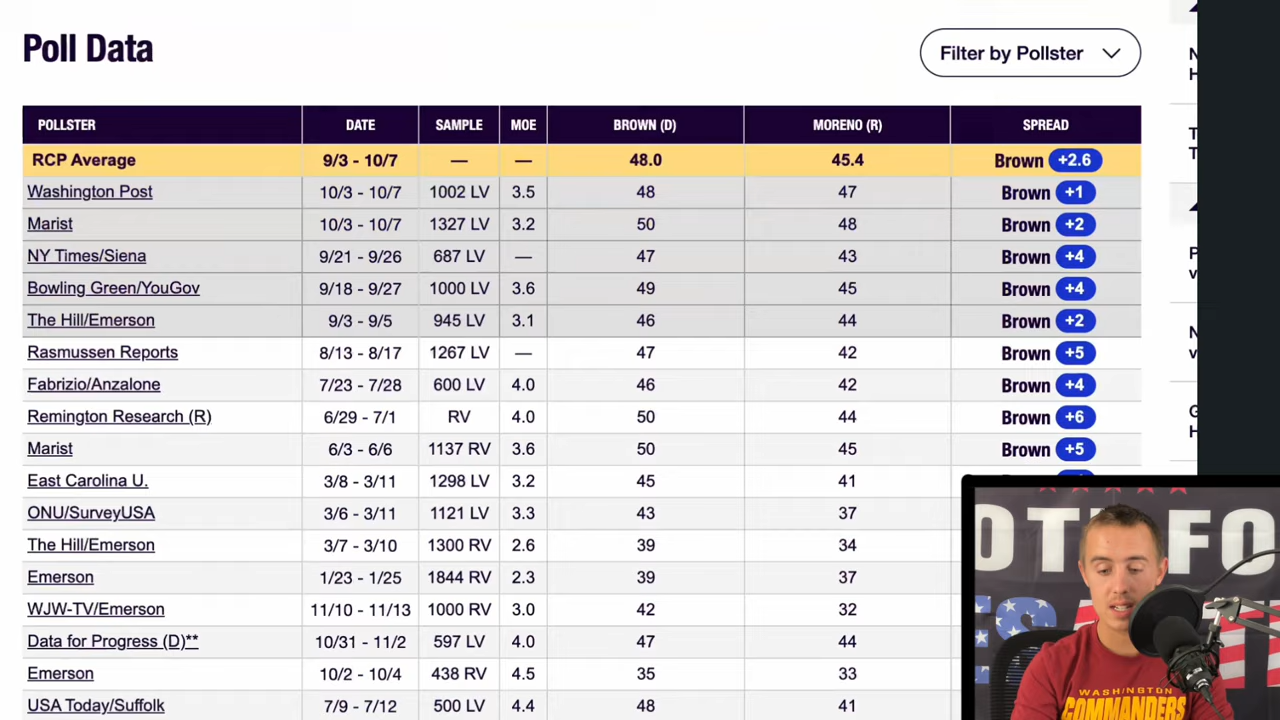 Poll Data
Filter by Pollster
POLLSTER DATE SAMPLE MOE BROWN (D) MORENO (R) SPREAD
RCP Average 9/3 - 10/7 — — 48.0 45.4 Brown +2.6
Washington Post 10/3 - 10/7 1002 LV 3.5 48 47 Brown +1
Marist 10/3 - 10/7 1327 LV 3.2 50 48 Brown +2
NY Times/Siena 9/21 - 9/26 687 LV — 47 43 Brown +4
Bowling Green/YouGov 9/18 - 9/27 1000 LV 3.6 49 45 Brown +4
The Hill/Emerson 9/3 - 9/5 945 LV 3.1 46 44 Brown +2
Rasmussen Reports 8/13 - 8/17 1267 LV — 47 42 Brown +5
Fabrizio/Anzalone 7/23 - 7/28 600 LV 4.0 46 42 Brown +4
Remington Research (R) 6/29 - 7/1 RV 4.0 50 44 Brown +6
Marist 6/3 - 6/6 1137 RV 3.6 50 45 Brown +5
East Carolina U. 3/8 - 3/11 1298 LV 3.2 45 41
ONU/SurveyUSA 3/6 - 3/11 1121 LV 3.3 43 37
The Hill/Emerson 3/7 - 3/10 1300 RV 2.6 39 34
Emerson 1/23 - 1/25 1844 RV 2.3 39 37
WJW-TV/Emerson 11/10 - 11/13 1000 RV 3.0 42 32
Data for Progress (D)** 10/31 - 11/2 597 LV 4.0 47 44
Emerson 10/2 - 10/4 438 RV 4.5 35 33
USA Today/Suffolk 7/9 - 7/12 500 LV 4.4 48 41
WASHINGTON
COMMANDERS